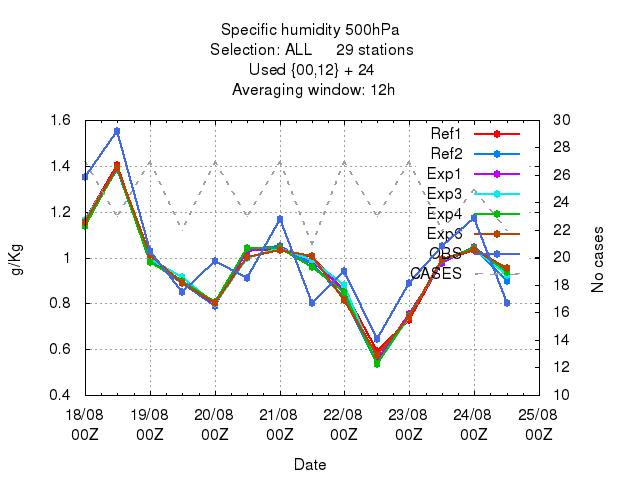 Specific humidity 500hPa
Selection: ALL 29 stations
Used {00,12} + 24
Averaging window: 12h
1.6
1.4
1.2
1
0.8
0.6
0.4
g/Kg
30
28
26
24
22
20
18
16
14
12
10
No cases
Ref1
Ref2
Exp1
Exp3
Exp4
Exp5
OBS
CASES
18/08 19/08 20/08 21/08 22/08 23/08 24/08 25/08
00Z 00Z 00Z 00Z 00Z 00Z 00Z 00Z
Date